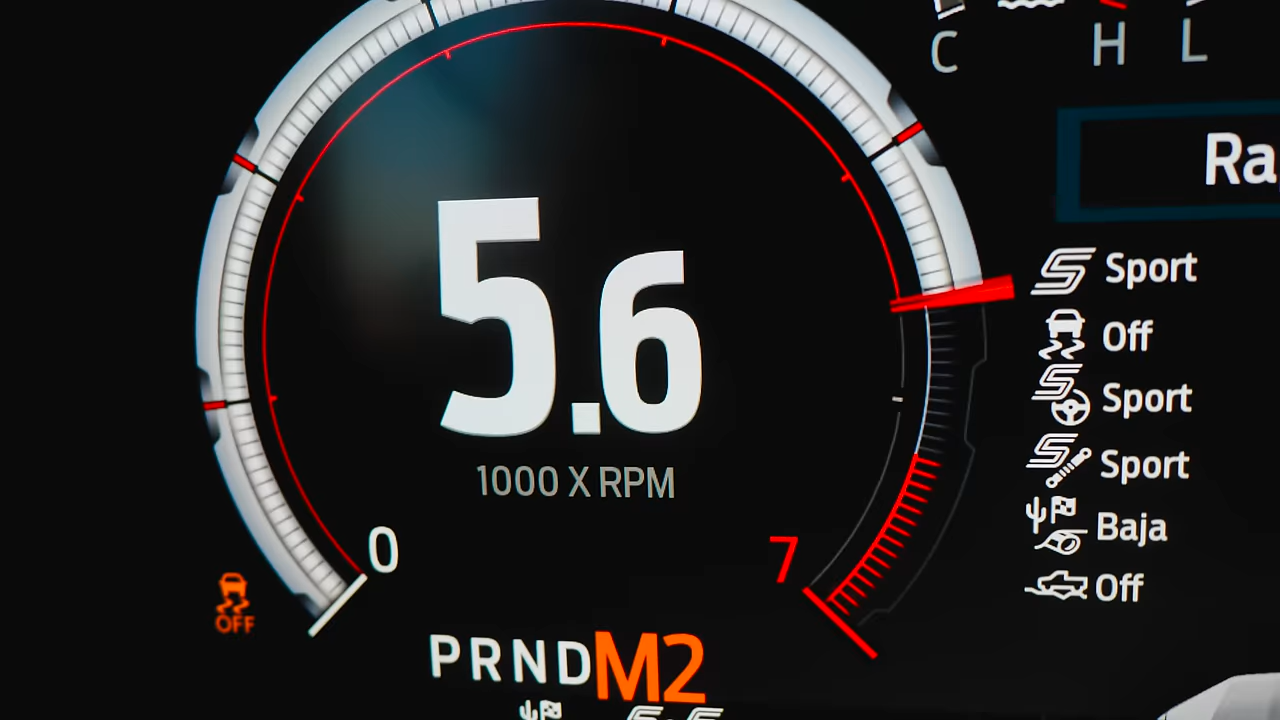 C H L
Ra
5.6
1000 X RPM
0
7
Sport
Off
Sport
Sport
Baja
Off
OFF
PRNDM2